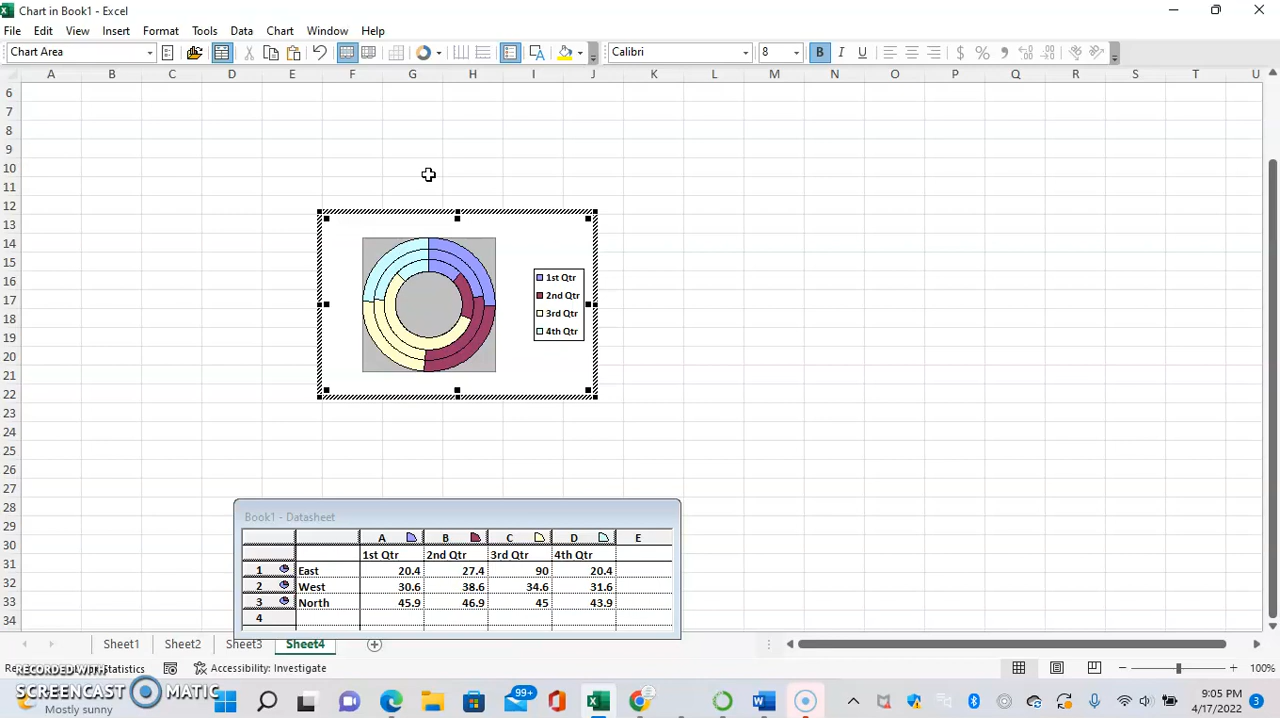 Chart in Book1 - Excel
File Edit View Insert Format Tools Data Chart Window Help
Chart Area Calibri 8 B I U $ %
A B C D E F G H I J K L M N O P Q R S T U
6
7
8
9
10
11
12
13
14
15
16
17
18
19
20
21
22
23
24
25
26
27
28
29
30
31
32
33
34
1st Qtr
2nd Qtr
3rd Qtr
4th Qtr
Book1 - Datasheet
A B C D E
1st Qtr 2nd Qtr 3rd Qtr 4th Qtr
1 East 20.4 27.4 90 20.4
2 West 30.6 38.6 34.6 31.6
3 North 45.9 46.9 45 43.9
4
Sheet1 Sheet2 Sheet3 Sheet4
Accessibility: Investigate 100%
RECORDED WITH
SCREENCAST MATIC
Mostly sunny
99+
9:05 PM
4/17/2022
3